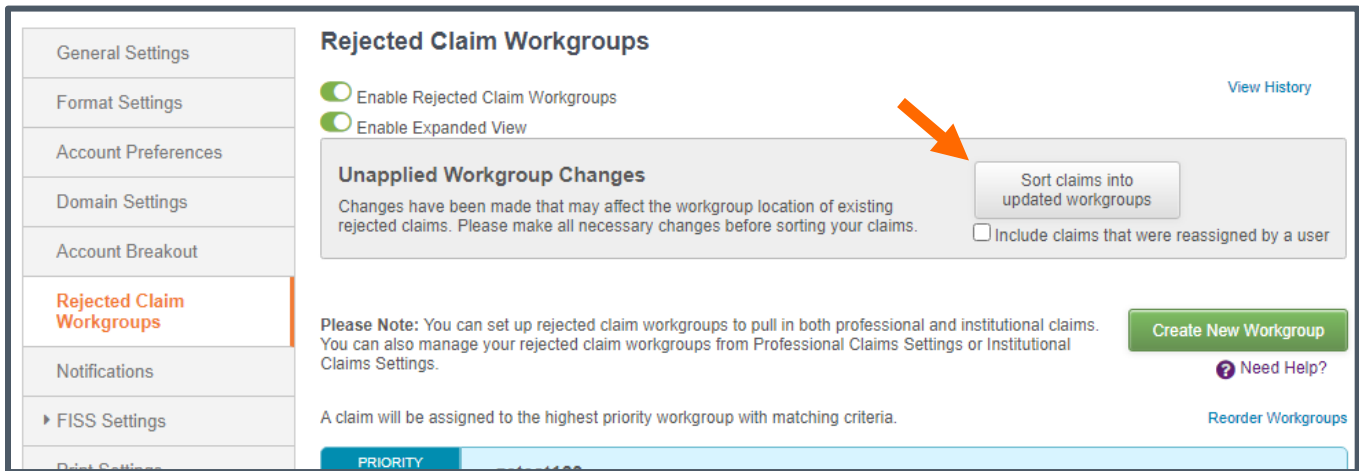 General Settings
Format Settings
Account Preferences
Domain Settings
Account Breakout
Rejected Claim
Workgroups
Notifications
FISS Settings
Print Settings
Rejected Claim Workgroups
Enable Rejected Claim Workgroups
View History
Enable Expanded View
Unapplied Workgroup Changes
Changes have been made that may affect the workgroup location of existing
rejected claims. Please make all necessary changes before sorting your claims.
Sort claims into
updated workgroups
Include claims that were reassigned by a user
Please Note: You can set up rejected claim workgroups to pull in both professional and institutional claims.
You can also manage your rejected claim workgroups from Professional Claims Settings or Institutional
Claims Settings.
Create New Workgroup
Need Help?
A claim will be assigned to the highest priority workgroup with matching criteria.
Reorder Workgroups
PRIORITY